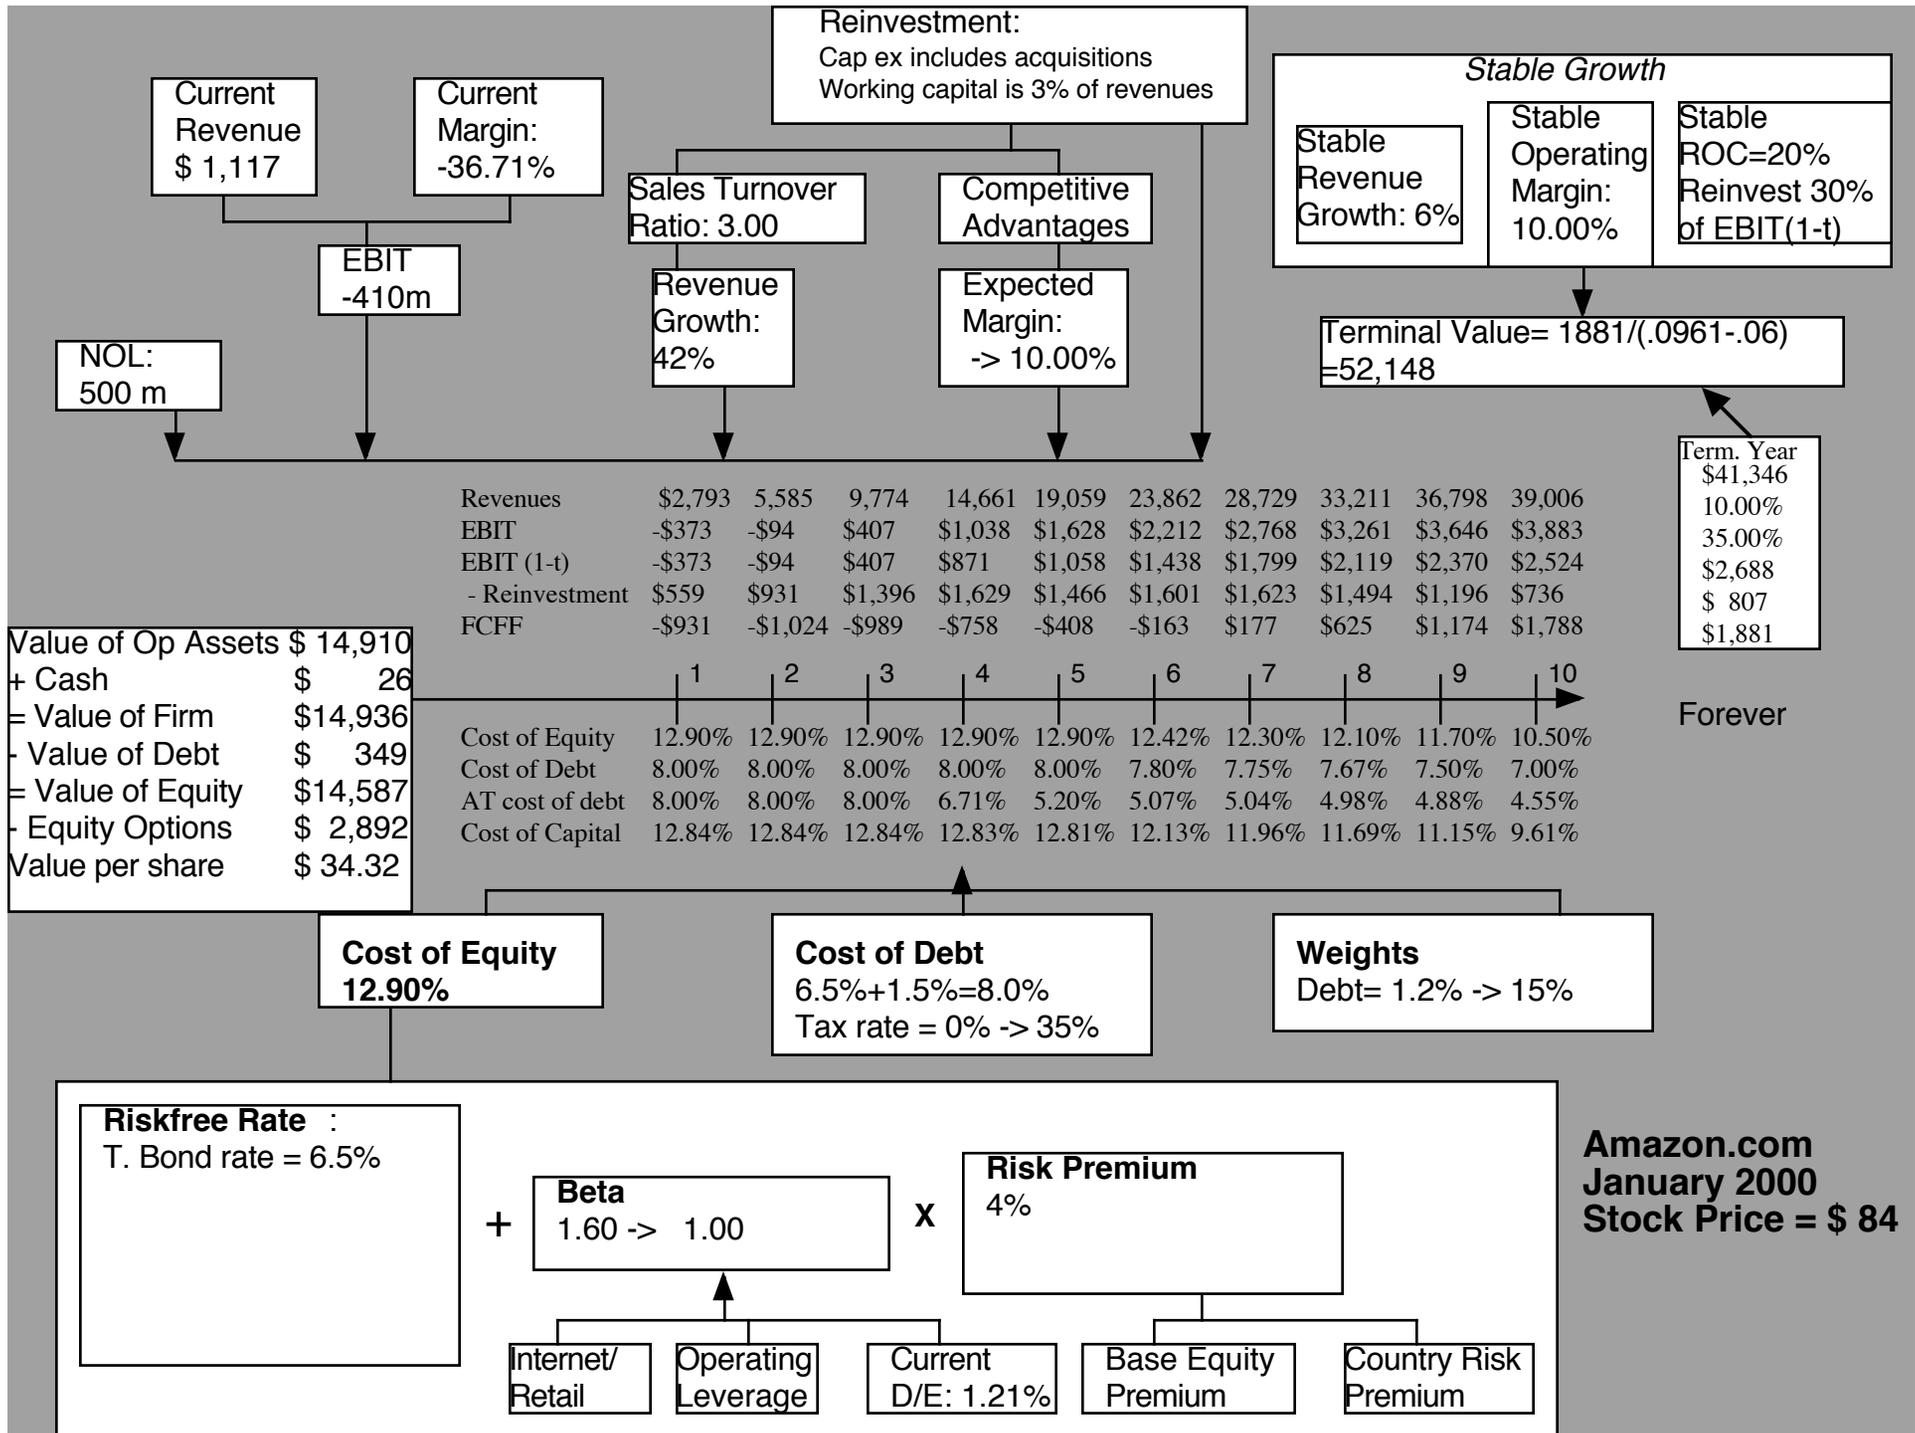 Reinvestment:
Cap ex includes acquisitions
Working capital is 3% of revenues
Current
Revenue
$ 1,117
Current
Margin:
-36.71%
Stable Growth
Stable
Revenue
Growth: 6%
Stable
Operating
Margin:
10.00%
Stable
ROC=20%
Reinvest 30%
of EBIT(1-t)
Sales Turnover
Ratio: 3.00
Competitive
Advantages
EBIT
-410m
Revenue
Growth:
42%
Expected
Margin:
-> 10.00%
NOL:
500 m
Terminal Value= 1881/(.0961-.06)
=52,148
Term. Year
$41,346
10.00%
35.00%
$2,688
$ 807
$1,881
Revenues $2,793 5,585 9,774 14,661 19,059 23,862 28,729 33,211 36,798 39,006
EBIT -$373 -$94 $407 $1,038 $1,628 $2,212 $2,768 $3,261 $3,646 $3,883
EBIT (1-t) -$373 -$94 $407 $871 $1,058 $1,438 $1,799 $2,119 $2,370 $2,524
- Reinvestment $559 $931 $1,396 $1,629 $1,466 $1,601 $1,623 $1,494 $1,196 $736
FCFF -$931 -$1,024 -$989 -$758 -$408 -$163 $177 $625 $1,174 $1,788
1 2 3 4 5 6 7 8 9 10
Forever
Cost of Equity 12.90% 12.90% 12.90% 12.90% 12.90% 12.42% 12.30% 12.10% 11.70% 10.50%
Cost of Debt 8.00% 8.00% 8.00% 8.00% 8.00% 7.80% 7.75% 7.67% 7.50% 7.00%
AT cost of debt 8.00% 8.00% 8.00% 6.71% 5.20% 5.07% 5.04% 4.98% 4.88% 4.55%
Cost of Capital 12.84% 12.84% 12.84% 12.83% 12.81% 12.13% 11.96% 11.69% 11.15% 9.61%
Value of Op Assets $ 14,910
+ Cash $ 26
= Value of Firm $14,936
- Value of Debt $ 349
= Value of Equity $14,587
- Equity Options $ 2,892
Value per share $ 34.32
Cost of Equity
12.90%
Cost of Debt
6.5%+1.5%=8.0%
Tax rate = 0% -> 35%
Weights
Debt= 1.2% -> 15%
Riskfree Rate :
T. Bond rate = 6.5%
+
Beta
1.60 -> 1.00
X
Risk Premium
4%
Amazon.com
January 2000
Stock Price = $ 84
Internet/
Retail
Operating
Leverage
Current
D/E: 1.21%
Base Equity
Premium
Country Risk
Premium